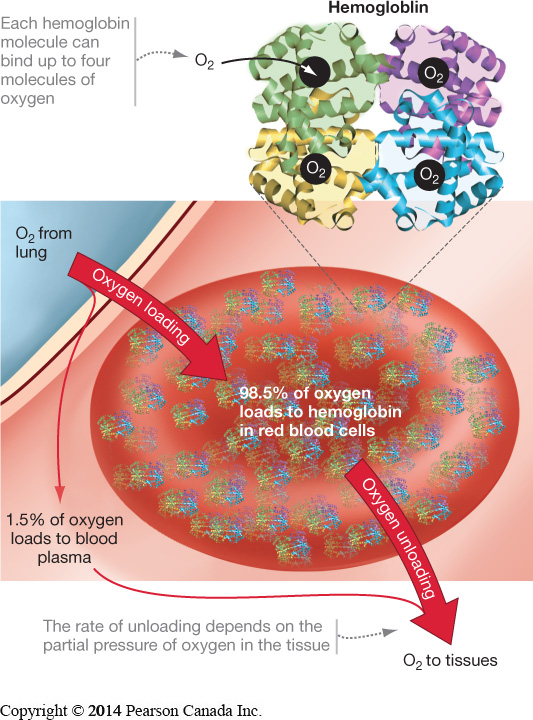 Hemogloblin
Each hemoglobin
molecule can
bind up to four
molecules of
oxygen
O2
O2
O2
O2
O2 from
lung
Oxygen loading
98.5% of oxygen
loads to hemoglobin
in red blood cells
1.5% of oxygen
loads to blood
plasma
Oxygen unloading
The rate of unloading depends on the
partial pressure of oxygen in the tissue
O2 to tissues
Copyright © 2014 Pearson Canada Inc.